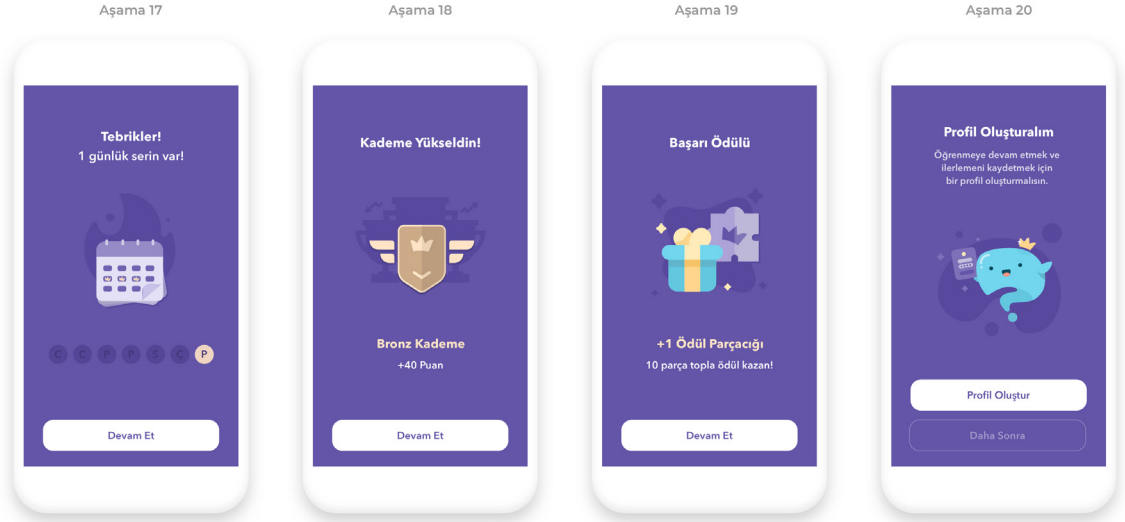 Aşama 17
Tebrikler!
1 günlük serin var!
C C P P S Ç P
Devam Et
Aşama 18
Kademe Yükseldin!
Bronz Kademe
+40 Puan
Devam Et
Aşama 19
Başarı Ödülü
+1 Ödül Parçacığı
10 parça topla ödül kazan!
Devam Et
Aşama 20
Profil Oluşturalım
Öğrenmeye devam etmek ve
ilerlemeni kaydetmek için
bir profil oluşturmalısın.
Profil Oluştur
Daha Sonra